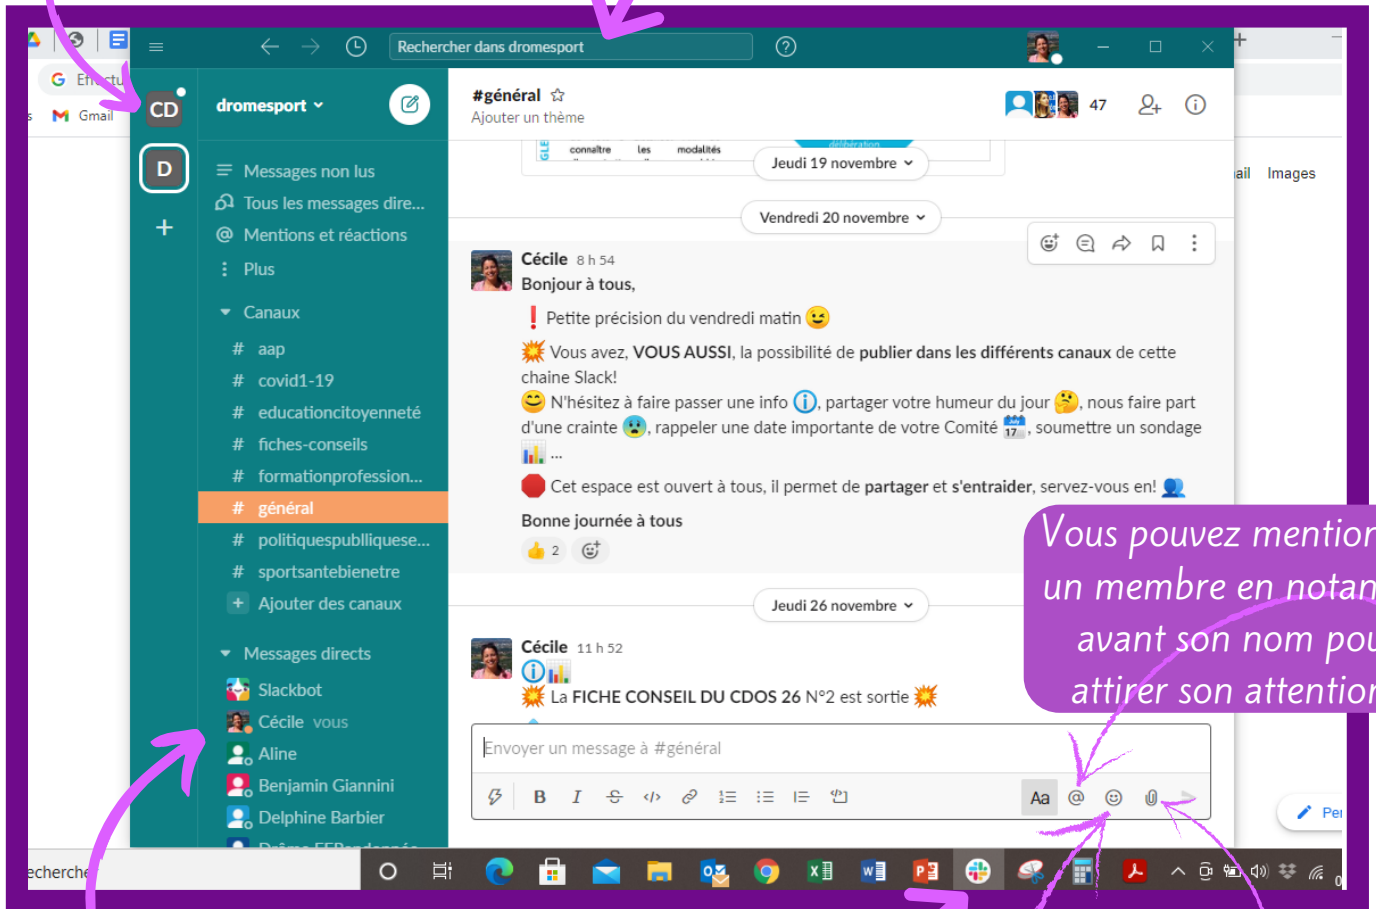 Rechercher dans dromesport
G Effectu
Gmail
CD
D
dromesport
#général
Ajouter un thème
47
connaître les modalités
délibération
Jeudi 19 novembre
ail Images
Messages non lus
Tous les messages dire...
@ Mentions et réactions
Plus
Vendredi 20 novembre
Cécile 8 h 54
Bonjour à tous,
❗ Petite précision du vendredi matin 😉
💥 Vous avez, VOUS AUSSI, la possibilité de publier dans les différents canaux de cette
chaine Slack!
😊 N'hésitez à faire passer une info ℹ️, partager votre humeur du jour 🤔, nous faire part
d'une crainte 😰, rappeler une date importante de votre Comité 📅, soumettre un sondage
📊 ...
🛑 Cet espace est ouvert à tous, il permet de partager et s'entraider, servez-vous en! 👥
Bonne journée à tous
👍 2
Canaux
# aap
# covid1-19
# educationcitoyenneté
# fiches-conseils
# formationprofession...
# général
# politiquespublliquese...
# sportsantebienetre
+ Ajouter des canaux
Messages directs
Slackbot
Cécile vous
Aline
Benjamin Giannini
Delphine Barbier
Jeudi 26 novembre
Cécile 11 h 52
ℹ️📊
💥 La FICHE CONSEIL DU CDOS 26 N°2 est sortie 💥
Envoyer un message à #général
B I S </>
Aa @
Vous pouvez mention
un membre en notan
avant son nom pou
attirer son attention
Per
echerche